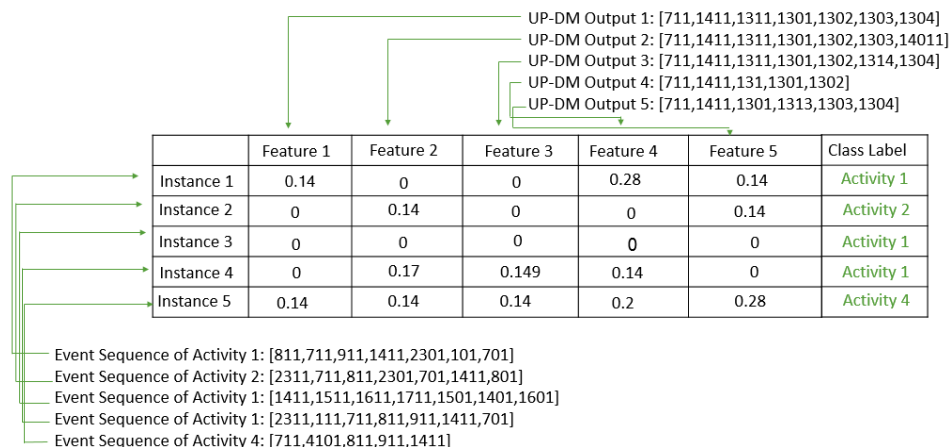 UP-DM Output 1: [711,1411,1311,1301,1302,1303,1304]
UP-DM Output 2: [711,1411,1311,1301,1302,1303,14011]
UP-DM Output 3: [711,1411,1311,1301,1302,1314,1304]
UP-DM Output 4: [711,1411,131,1301,1302]
UP-DM Output 5: [711,1411,1301,1313,1303,1304]
Feature 1 Feature 2 Feature 3 Feature 4 Feature 5 Class Label
Instance 1 0.14 0 0 0.28 0.14 Activity 1
Instance 2 0 0.14 0 0 0.14 Activity 2
Instance 3 0 0 0 0 0 Activity 1
Instance 4 0 0.17 0.149 0.14 0 Activity 1
Instance 5 0.14 0.14 0.14 0.2 0.28 Activity 4
Event Sequence of Activity 1: [811,711,911,1411,2301,101,701]
Event Sequence of Activity 2: [2311,711,811,2301,701,1411,801]
Event Sequence of Activity 1: [1411,1511,1611,1711,1501,1401,1601]
Event Sequence of Activity 1: [2311,111,711,811,911,1411,701]
Event Sequence of Activity 4: [711,4101,811,911,1411]